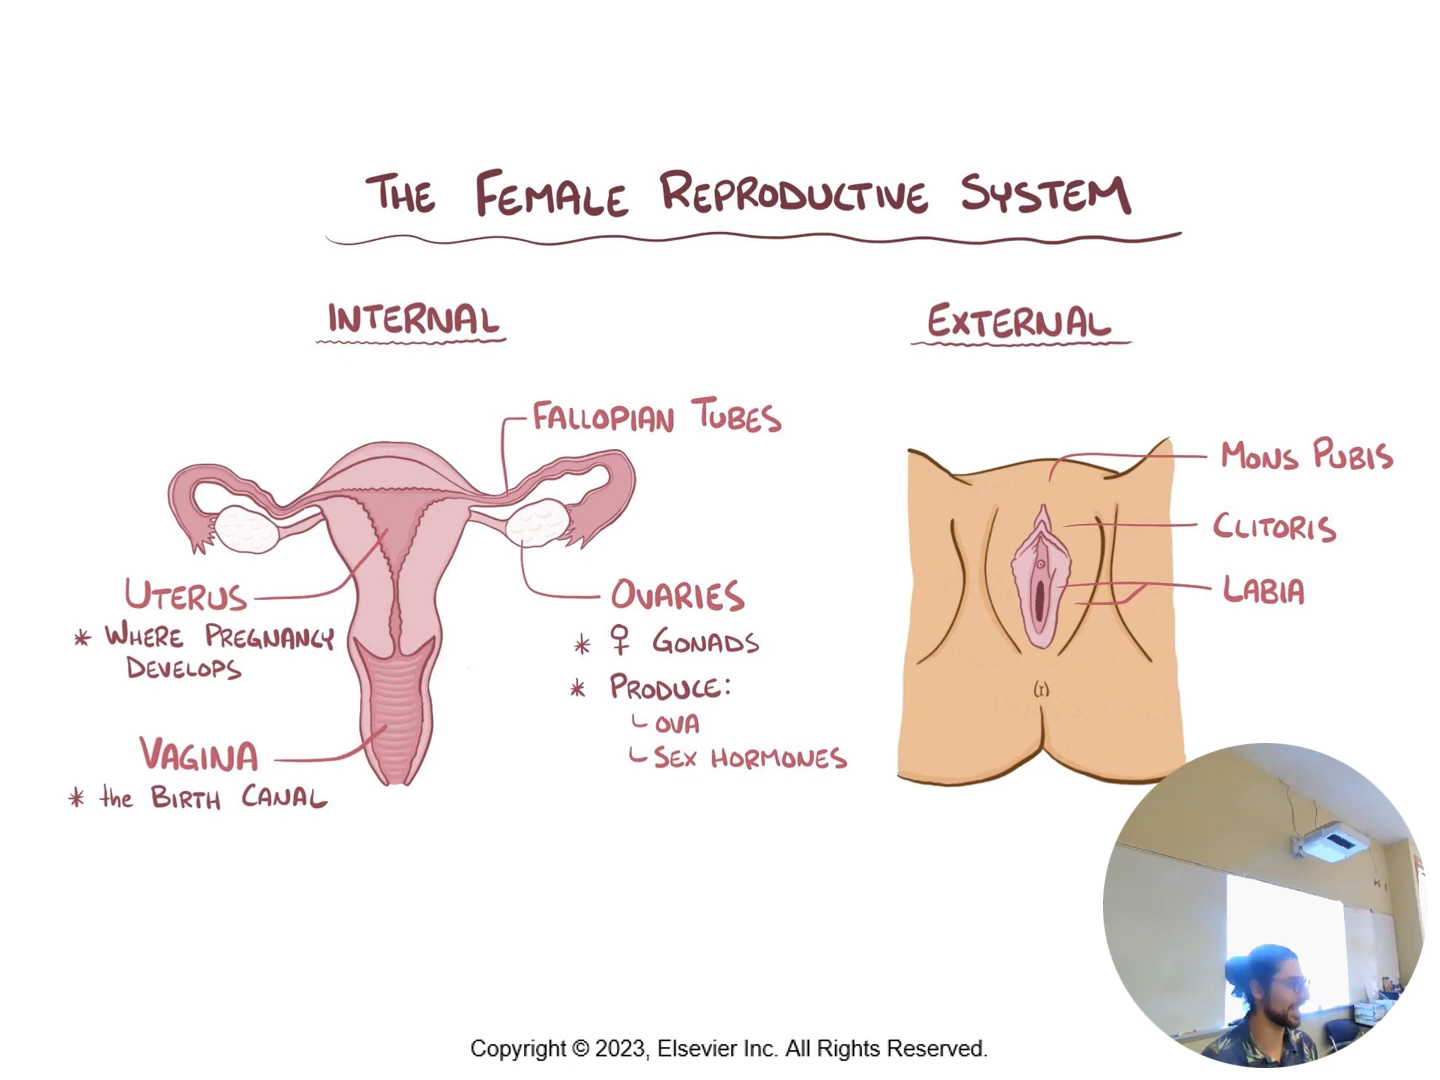 THE FEMALE REPRODUCTIVE SYSTEM
INTERNAL
FALLOPIAN TUBES
UTERUS
* WHERE PREGNANCY
DEVELOPS
OVARIES
* ♀ GONADS
* PRODUCE:
OVA
SEX HORMONES
VAGINA
* the BIRTH CANAL
EXTERNAL
MONS PUBIS
CLITORIS
LABIA
Copyright © 2023, Elsevier Inc. All Rights Reserved.